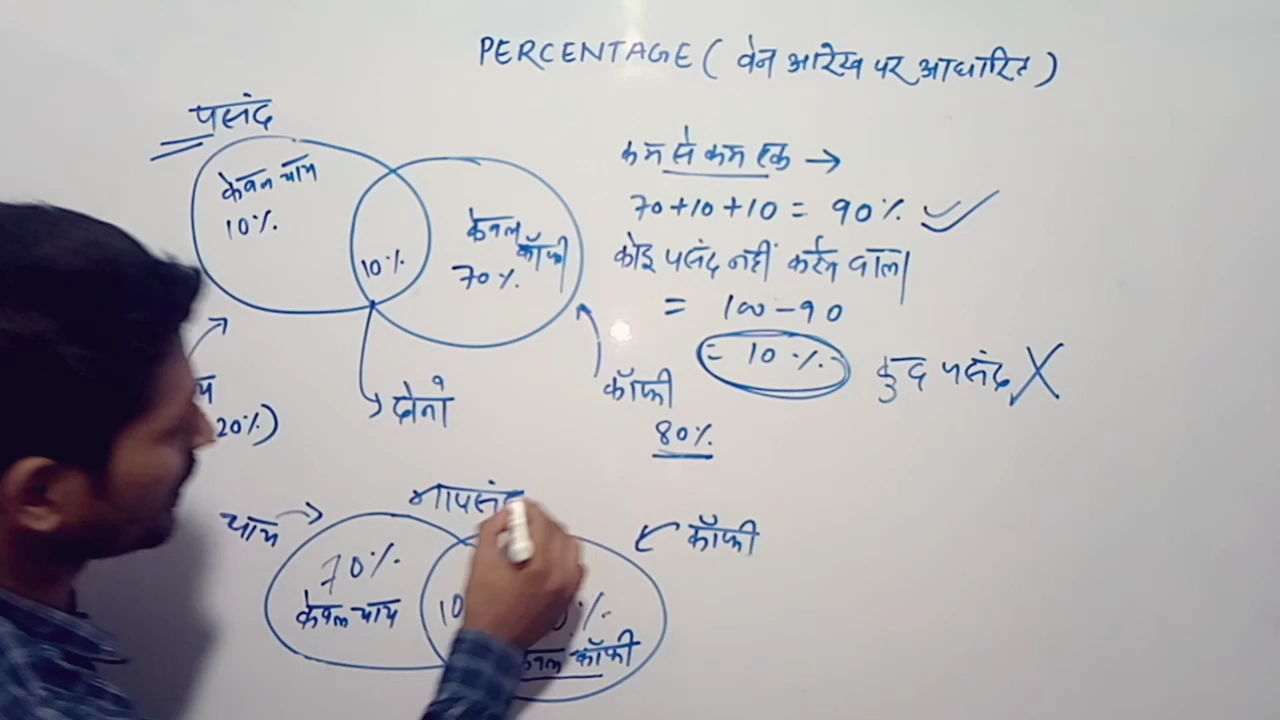 PERCENTAGE ( वेन आरेख पर आधारित )
पसंद
केवल चाय
10%
10%
केवल कॉफी
70%
कम से कम एक →
70+10+10 = 90%
कोइ पसंद नहीं करने वाला
= 100-90
= 10%
कुछ पसंद X
दोनों
कॉफी
80%
20%)
नापसंद
चाय
कॉफी
70%
केवल चाय
10
%
कॉफी